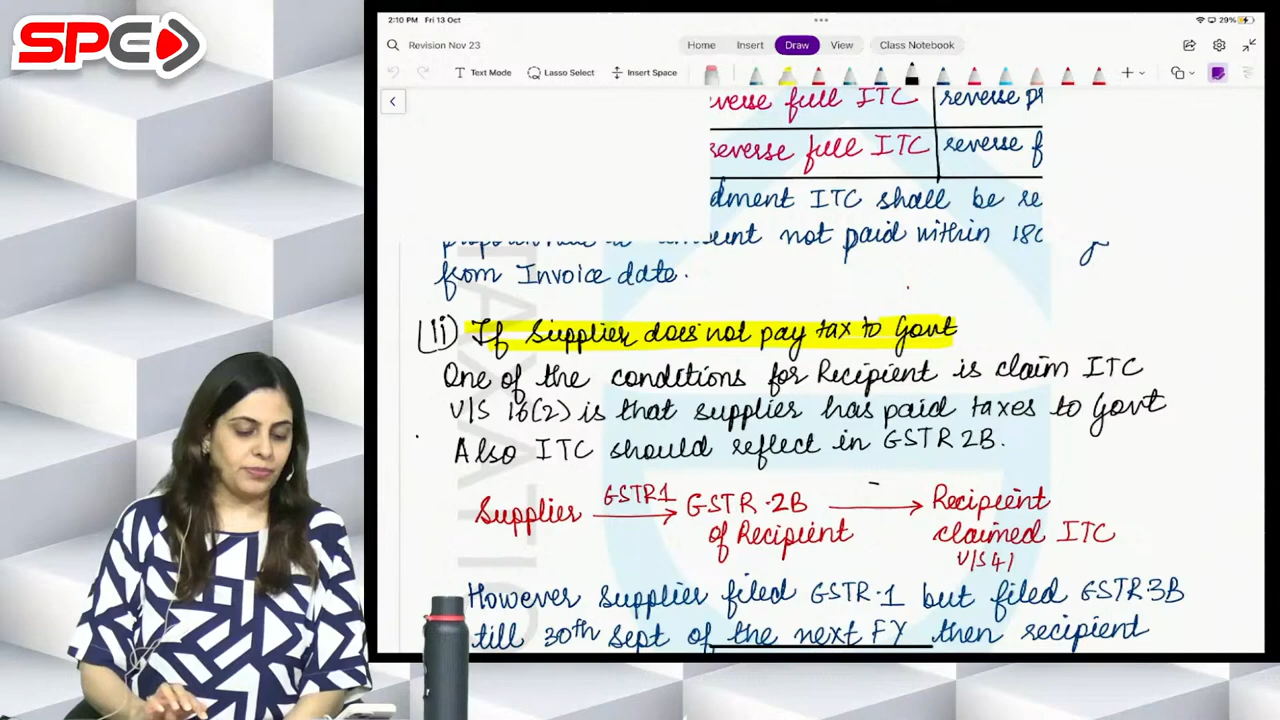 SPE
2:10 PM Fri 13 Oct
29%
Revision Nov 23
Home Insert Draw View Class Notebook
Text Mode Lasso Select Insert Space
reverse full ITC reverse
reverse full ITC reverse
dment ITC shall be re
not paid within 180
from Invoice date.
(ii) If Supplier does not pay tax to Govt
One of the conditions for Recipient is claim ITC
U/S 16(2) is that supplier has paid taxes to Govt
Also ITC should reflect in GSTR 2B.
Supplier GSTR1 GSTR-2B Recipient
of Recipient claimed ITC
U/S 41
However Supplier filed GSTR-1 but filed GSTR3B
till 30th Sept of the next FY then recipient
TAXATIO